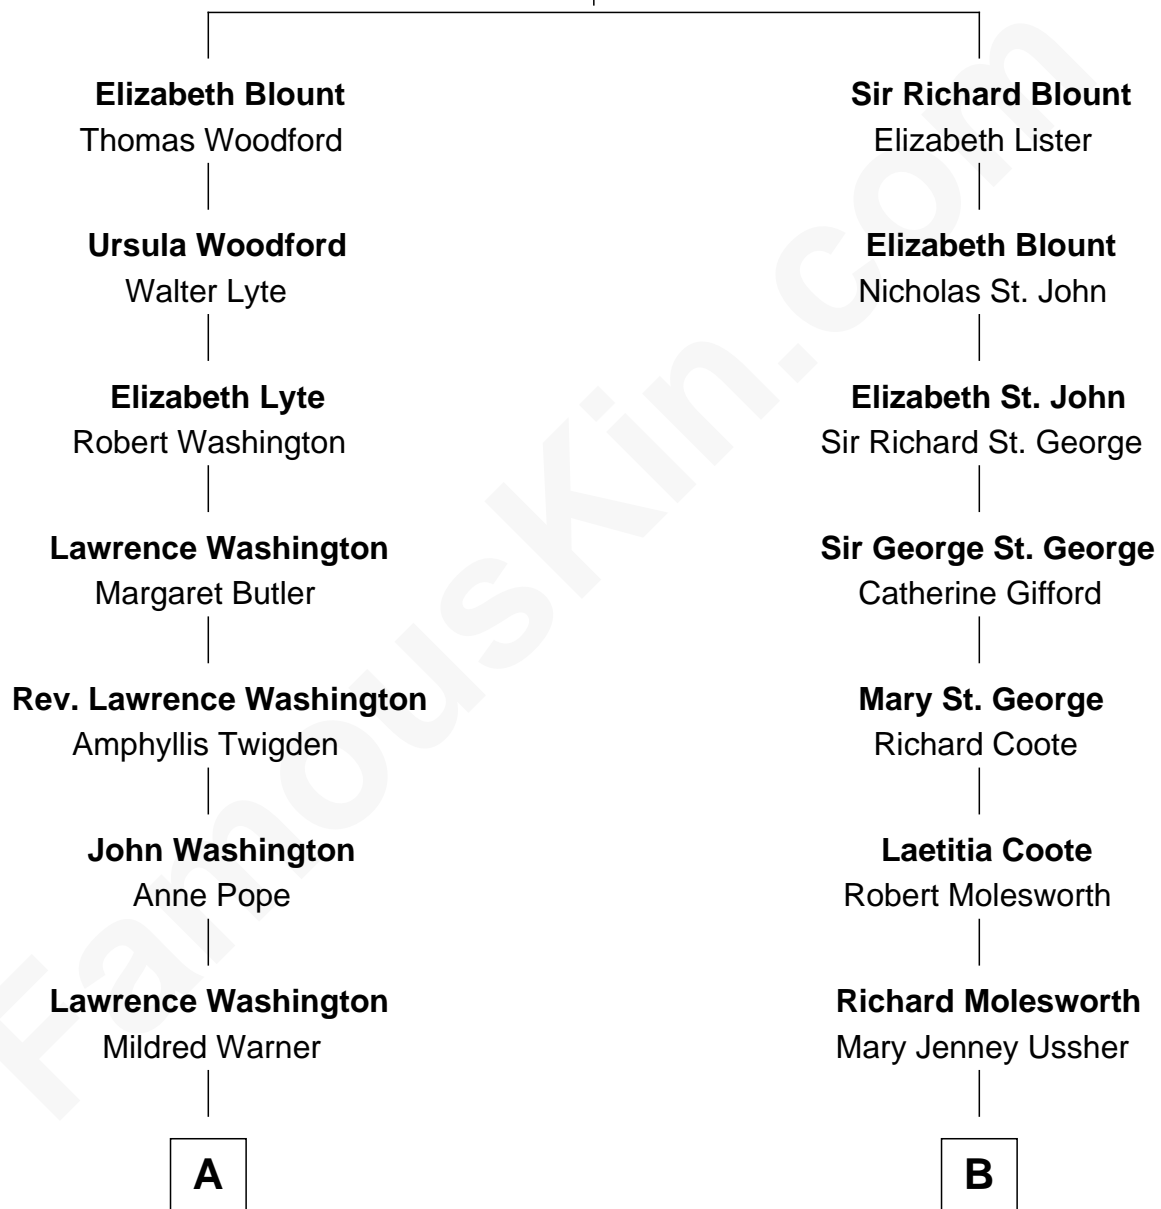 Elizabeth Blount
Thomas Woodford
Ursula Woodford
Walter Lyte
Elizabeth Lyte
Robert Washington
Lawrence Washington
Margaret Butler
Rev. Lawrence Washington
Amphyllis Twigden
John Washington
Anne Pope
Lawrence Washington
Mildred Warner
A
Sir Richard Blount
Elizabeth Lister
Elizabeth Blount
Nicholas St. John
Elizabeth St. John
Sir Richard St. George
Sir George St. George
Catherine Gifford
Mary St. George
Richard Coote
Laetitia Coote
Robert Molesworth
Richard Molesworth
Mary Jenney Ussher
B
FamousKin.com